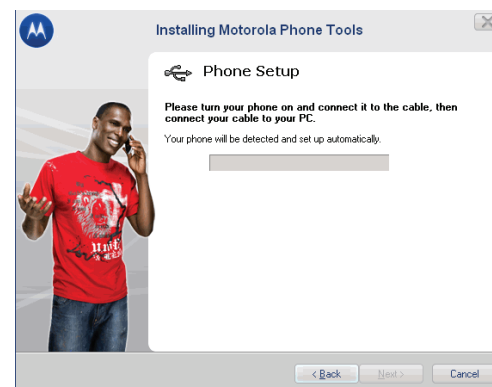 Installing Motorola Phone Tools
Phone Setup
Please turn your phone on and connect it to the cable, then
connect your cable to your PC.
Your phone will be detected and set up automatically.
< Back
Next >
Cancel